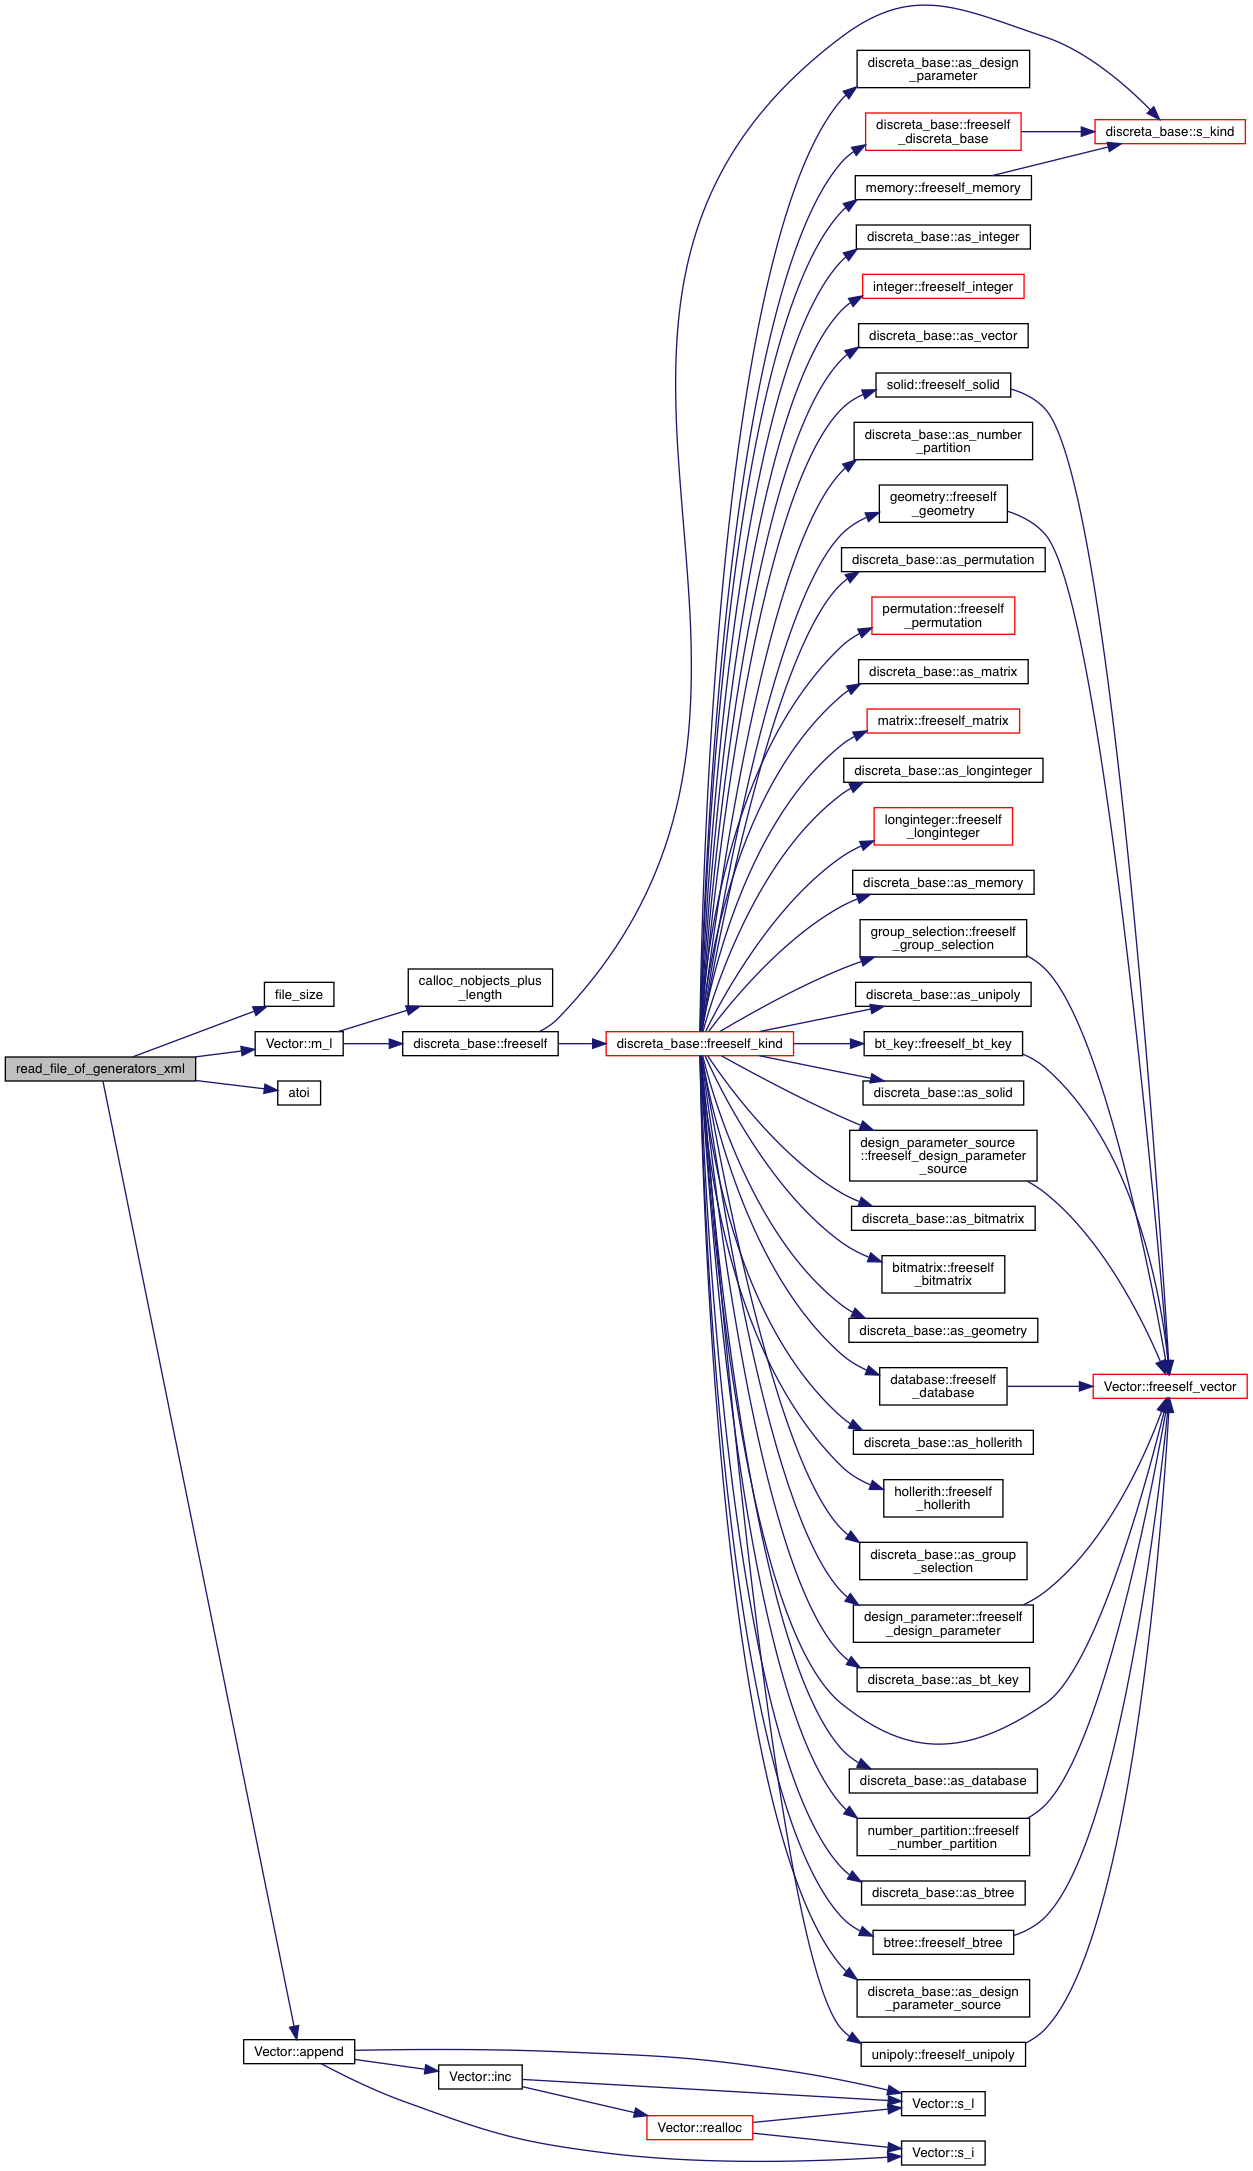 discreta_base::as_design
_parameter
discreta_base::freeself
_discreta_base
discreta_base::s_kind
memory::freeself_memory
discreta_base::as_integer
integer::freeself_integer
discreta_base::as_vector
solid::freeself_solid
discreta_base::as_number
_partition
geometry::freeself
_geometry
discreta_base::as_permutation
permutation::freeself
_permutation
discreta_base::as_matrix
matrix::freeself_matrix
discreta_base::as_longinteger
longinteger::freeself
_longinteger
discreta_base::as_memory
group_selection::freeself
_group_selection
calloc_nobjects_plus
_length
file_size
discreta_base::as_unipoly
Vector::m_l
discreta_base::freeself
discreta_base::freeself_kind
bt_key::freeself_bt_key
read_file_of_generators_xml
atoi
discreta_base::as_solid
design_parameter_source
::freeself_design_parameter
_source
discreta_base::as_bitmatrix
bitmatrix::freeself
_bitmatrix
discreta_base::as_geometry
database::freeself
_database
Vector::freeself_vector
discreta_base::as_hollerith
hollerith::freeself
_hollerith
discreta_base::as_group
_selection
design_parameter::freeself
_design_parameter
discreta_base::as_bt_key
discreta_base::as_database
number_partition::freeself
_number_partition
discreta_base::as_btree
btree::freeself_btree
discreta_base::as_design
_parameter_source
Vector::append
unipoly::freeself_unipoly
Vector::inc
Vector::s_l
Vector::realloc
Vector::s_i